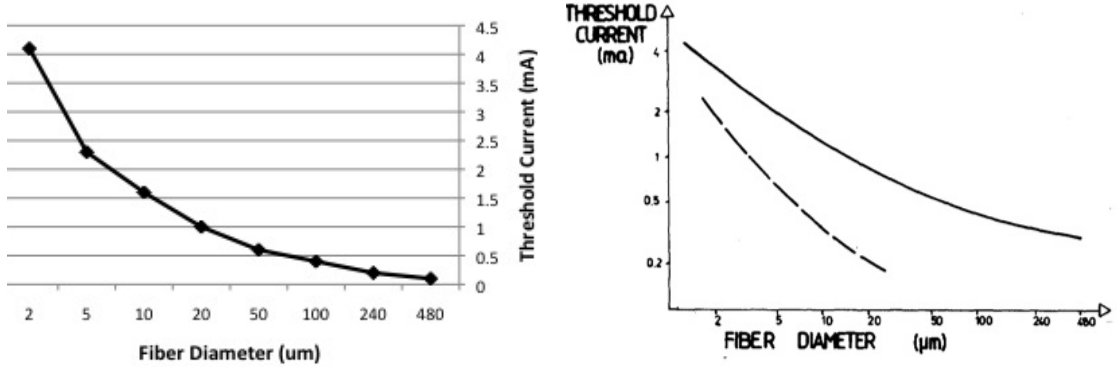 4.5
4
3.5
3
2.5
2
1.5
1
0.5
0
Threshold Current (mA)
2 5 10 20 50 100 240 480
Fiber Diameter (um)
THRESHOLD
CURRENT
(ma)
4
2
1
0.5
0.2
2 5 10 20 50 100 240 480
FIBER DIAMETER (µm)